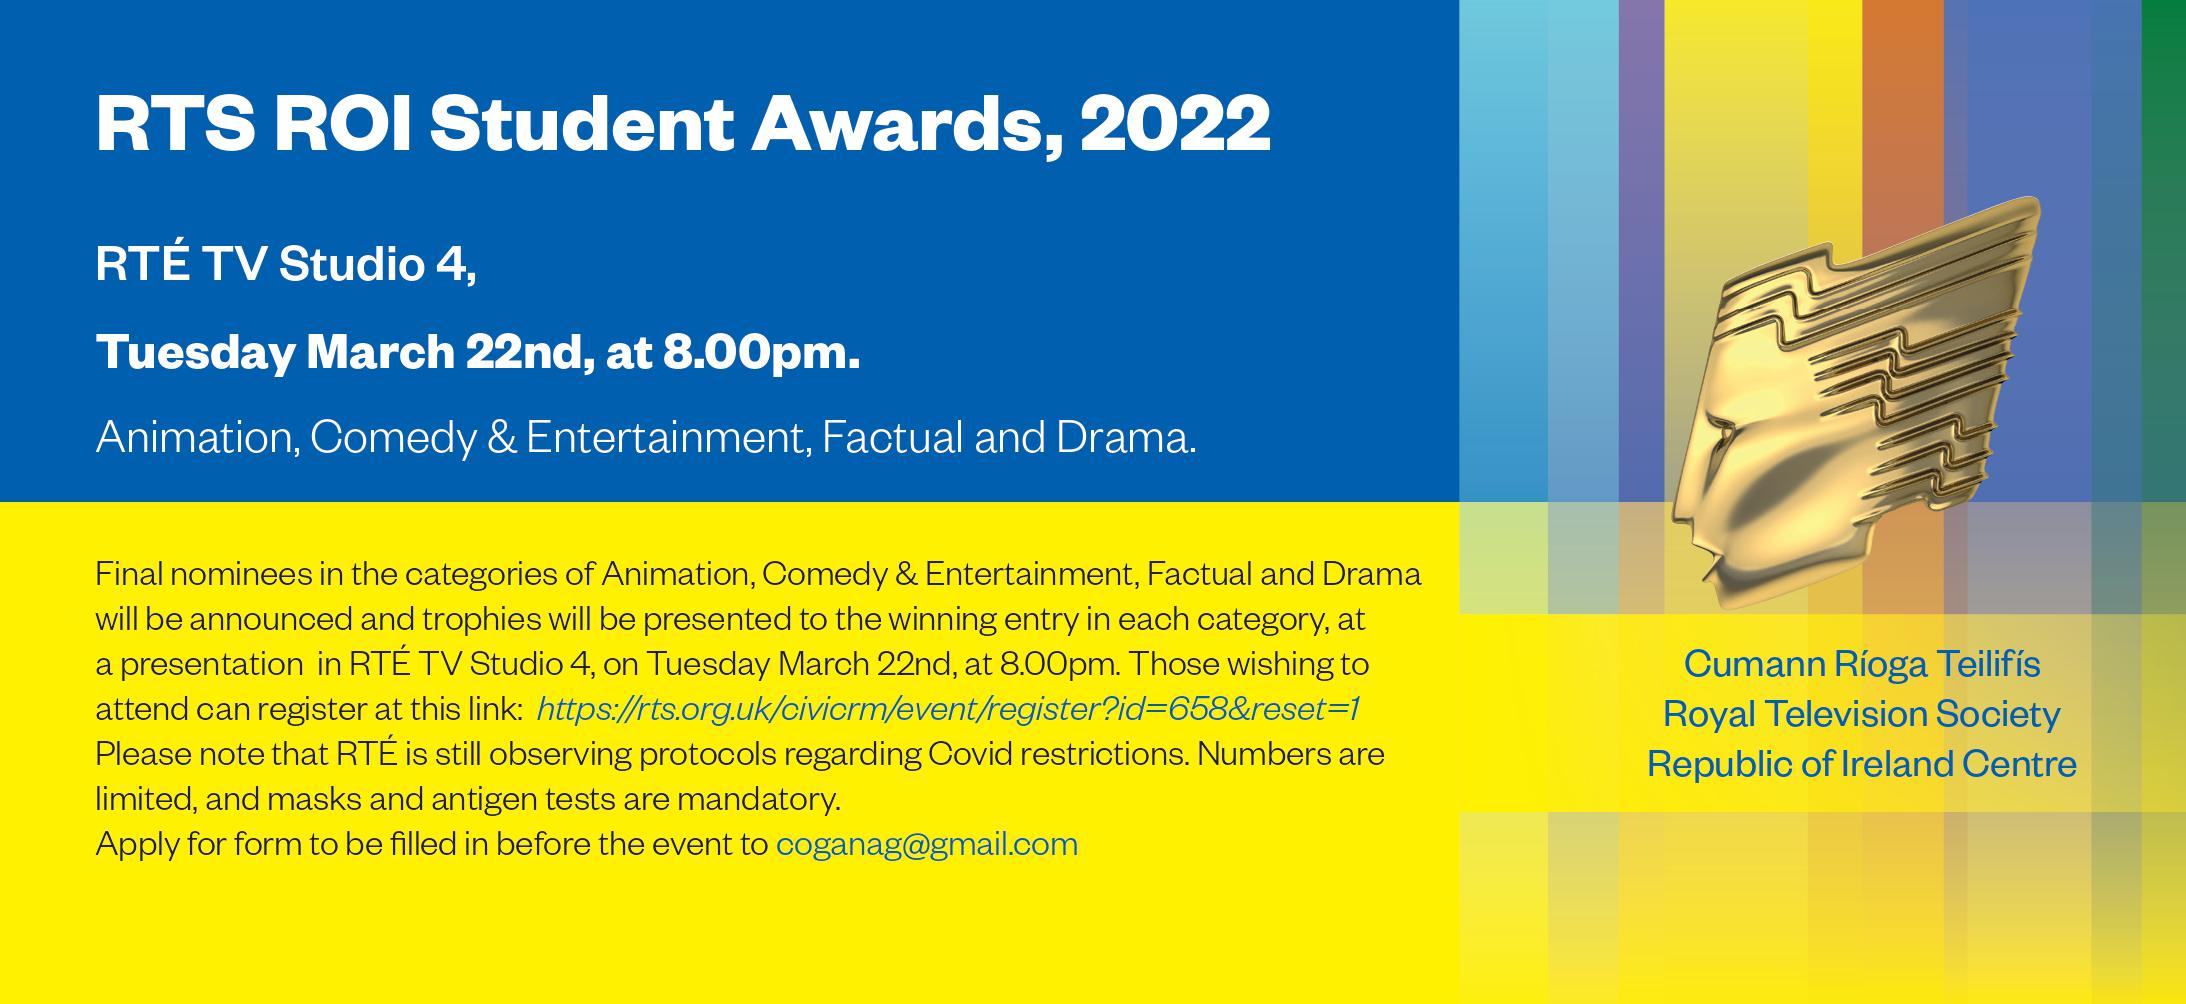 RTS ROI Student Awards, 2022
RTÉ TV Studio 4,
Tuesday March 22nd, at 8.00pm.
Animation, Comedy & Entertainment, Factual and Drama.
Final nominees in the categories of Animation, Comedy & Entertainment, Factual and Drama
will be announced and trophies will be presented to the winning entry in each category, at
a presentation  in RTÉ TV Studio 4, on Tuesday March 22nd, at 8.00pm. Those wishing to
attend can register at this link:  https://rts.org.uk/civicrm/event/register?id=658&reset=1
Please note that RTÉ is still observing protocols regarding Covid restrictions. Numbers are
limited, and masks and antigen tests are mandatory.
Apply for form to be filled in before the event to coganag@gmail.com
Cumann Ríoga Teilifís
Royal Television Society
Republic of Ireland Centre